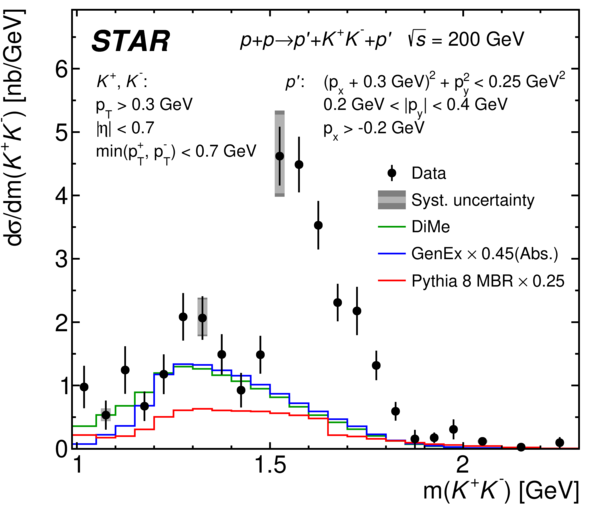 STAR
p+p→p'+K⁺K⁻+p' √s = 200 GeV
K⁺, K⁻:
p_T > 0.3 GeV
|η| < 0.7
min(p_T⁺, p_T⁻) < 0.7 GeV
p': (p_x + 0.3 GeV)² + p_y² < 0.25 GeV²
0.2 GeV < |p_y| < 0.4 GeV
p_x > -0.2 GeV
Data
Syst. uncertainty
DiMe
GenEx × 0.45(Abs.)
Pythia 8 MBR × 0.25
dσ/dm(K⁺K⁻) [nb/GeV]
6
5
4
3
2
1
0
1
1.5
2
m(K⁺K⁻) [GeV]